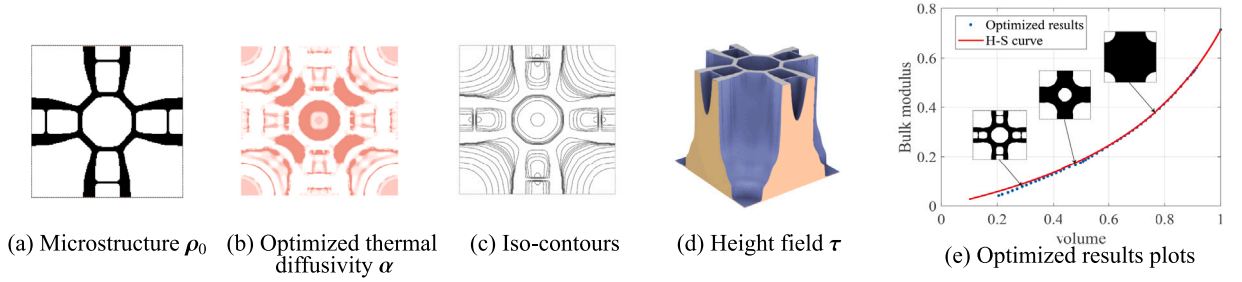 Optimized results
H-S curve
Bulk modulus
0.8
0.6
0.4
0.2
0
0 0.2 0.4 0.6 0.8 1
volume
(a) Microstructure ρ₀
(b) Optimized thermal
diffusivity α
(c) Iso-contours
(d) Height field τ
(e) Optimized results plots